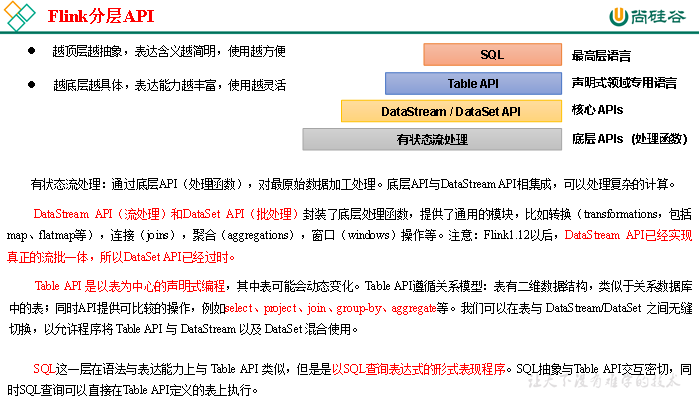 Flink分层API
尚硅谷
● 越顶层越抽象，表达含义越简明，使用越方便
● 越底层越具体，表达能力越丰富，使用越灵活
SQL 最高层语言
Table API 声明式领域专用语言
DataStream / DataSet API 核心 APIs
有状态流处理 底层 APIs（处理函数）
有状态流处理：通过底层API（处理函数），对最原始数据加工处理。底层API与DataStream API相集成，可以处理复杂的计算。
DataStream API（流处理）和DataSet API（批处理）封装了底层处理函数，提供了通用的模块，比如转换（transformations，包括
map、flatmap等），连接（joins），聚合（aggregations），窗口（windows）操作等。注意：Flink1.12以后，DataStream API已经实现
真正的流批一体，所以DataSet API已经过时。
Table API 是以表为中心的声明式编程，其中表可能会动态变化。Table API遵循关系模型：表有二维数据结构，类似于关系数据库
中的表；同时API提供可比较的操作，例如select、project、join、group-by、aggregate等。我们可以在表与 DataStream/DataSet 之间无缝
切换，以允许程序将 Table API 与 DataStream 以及 DataSet 混合使用。
SQL这一层在语法与表达能力上与 Table API 类似，但是是以SQL查询表达式的形式表现程序。SQL抽象与Table API交互密切，同
时SQL查询可以直接在Table API定义的表上执行。
让天下没有难学的技术